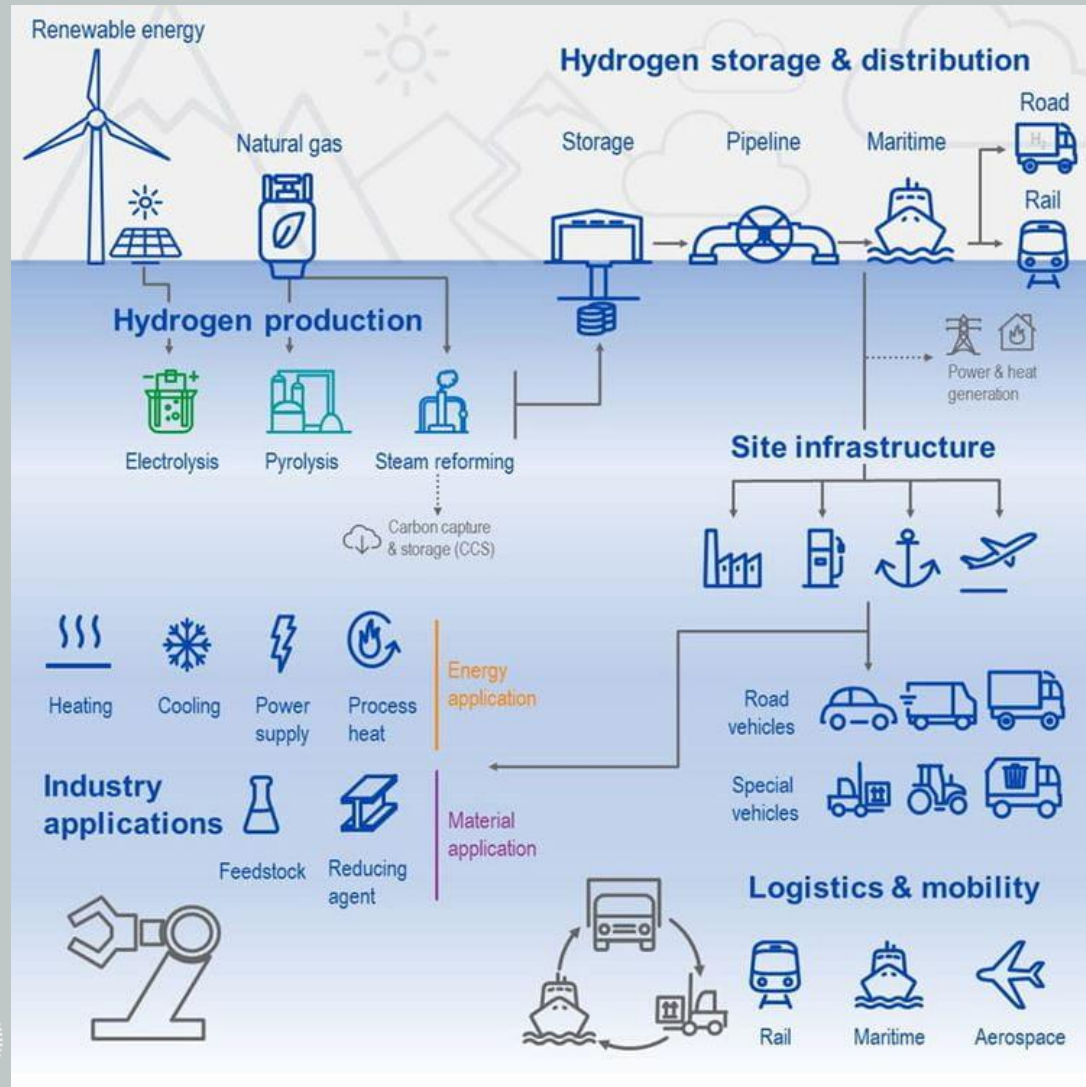 Renewable energy
Hydrogen storage & distribution
Road
Natural gas
Storage
Pipeline
Maritime
H₂
Rail
Hydrogen production
Power & heat
generation
Electrolysis
Pyrolysis
Steam reforming
Site infrastructure
Carbon capture
& storage (CCS)
Heating
Cooling
Power
supply
Process
heat
Energy
application
Road
vehicles
Industry
applications
Special
vehicles
Material
application
Feedstock
Reducing
agent
Logistics & mobility
Rail
Maritime
Aerospace